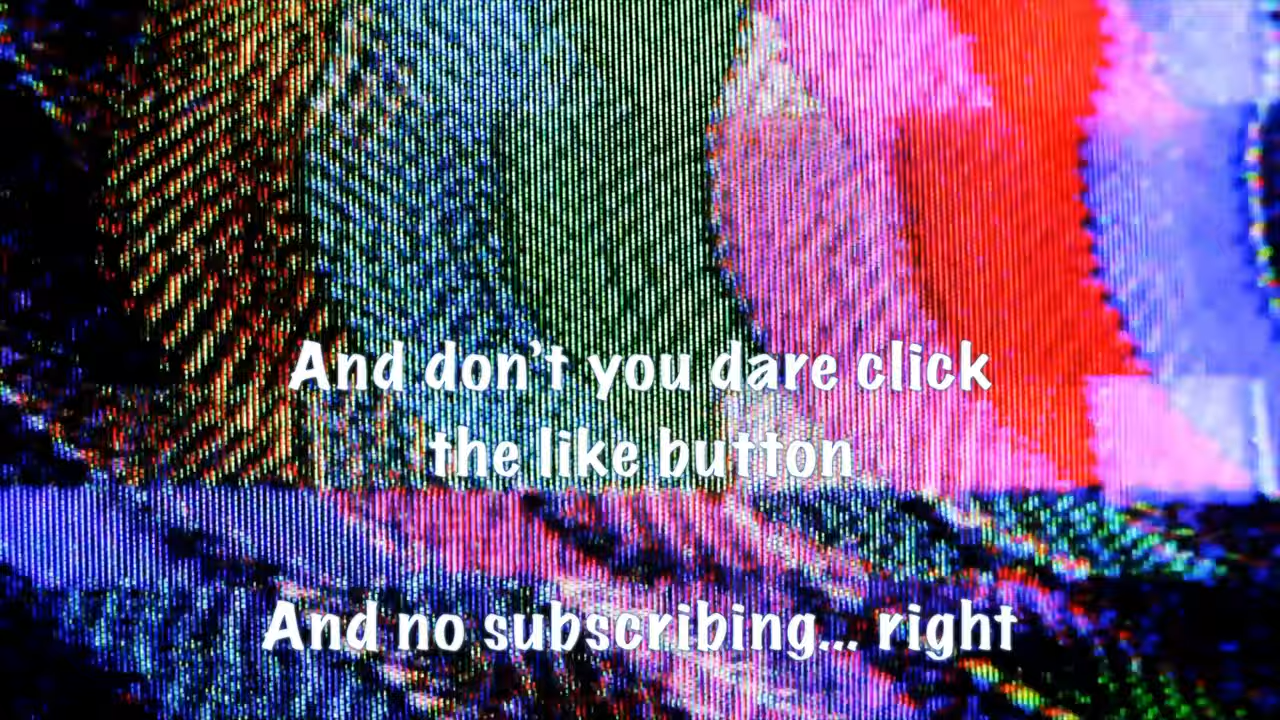 And don't you dare click
the like button
And no subscribing... right